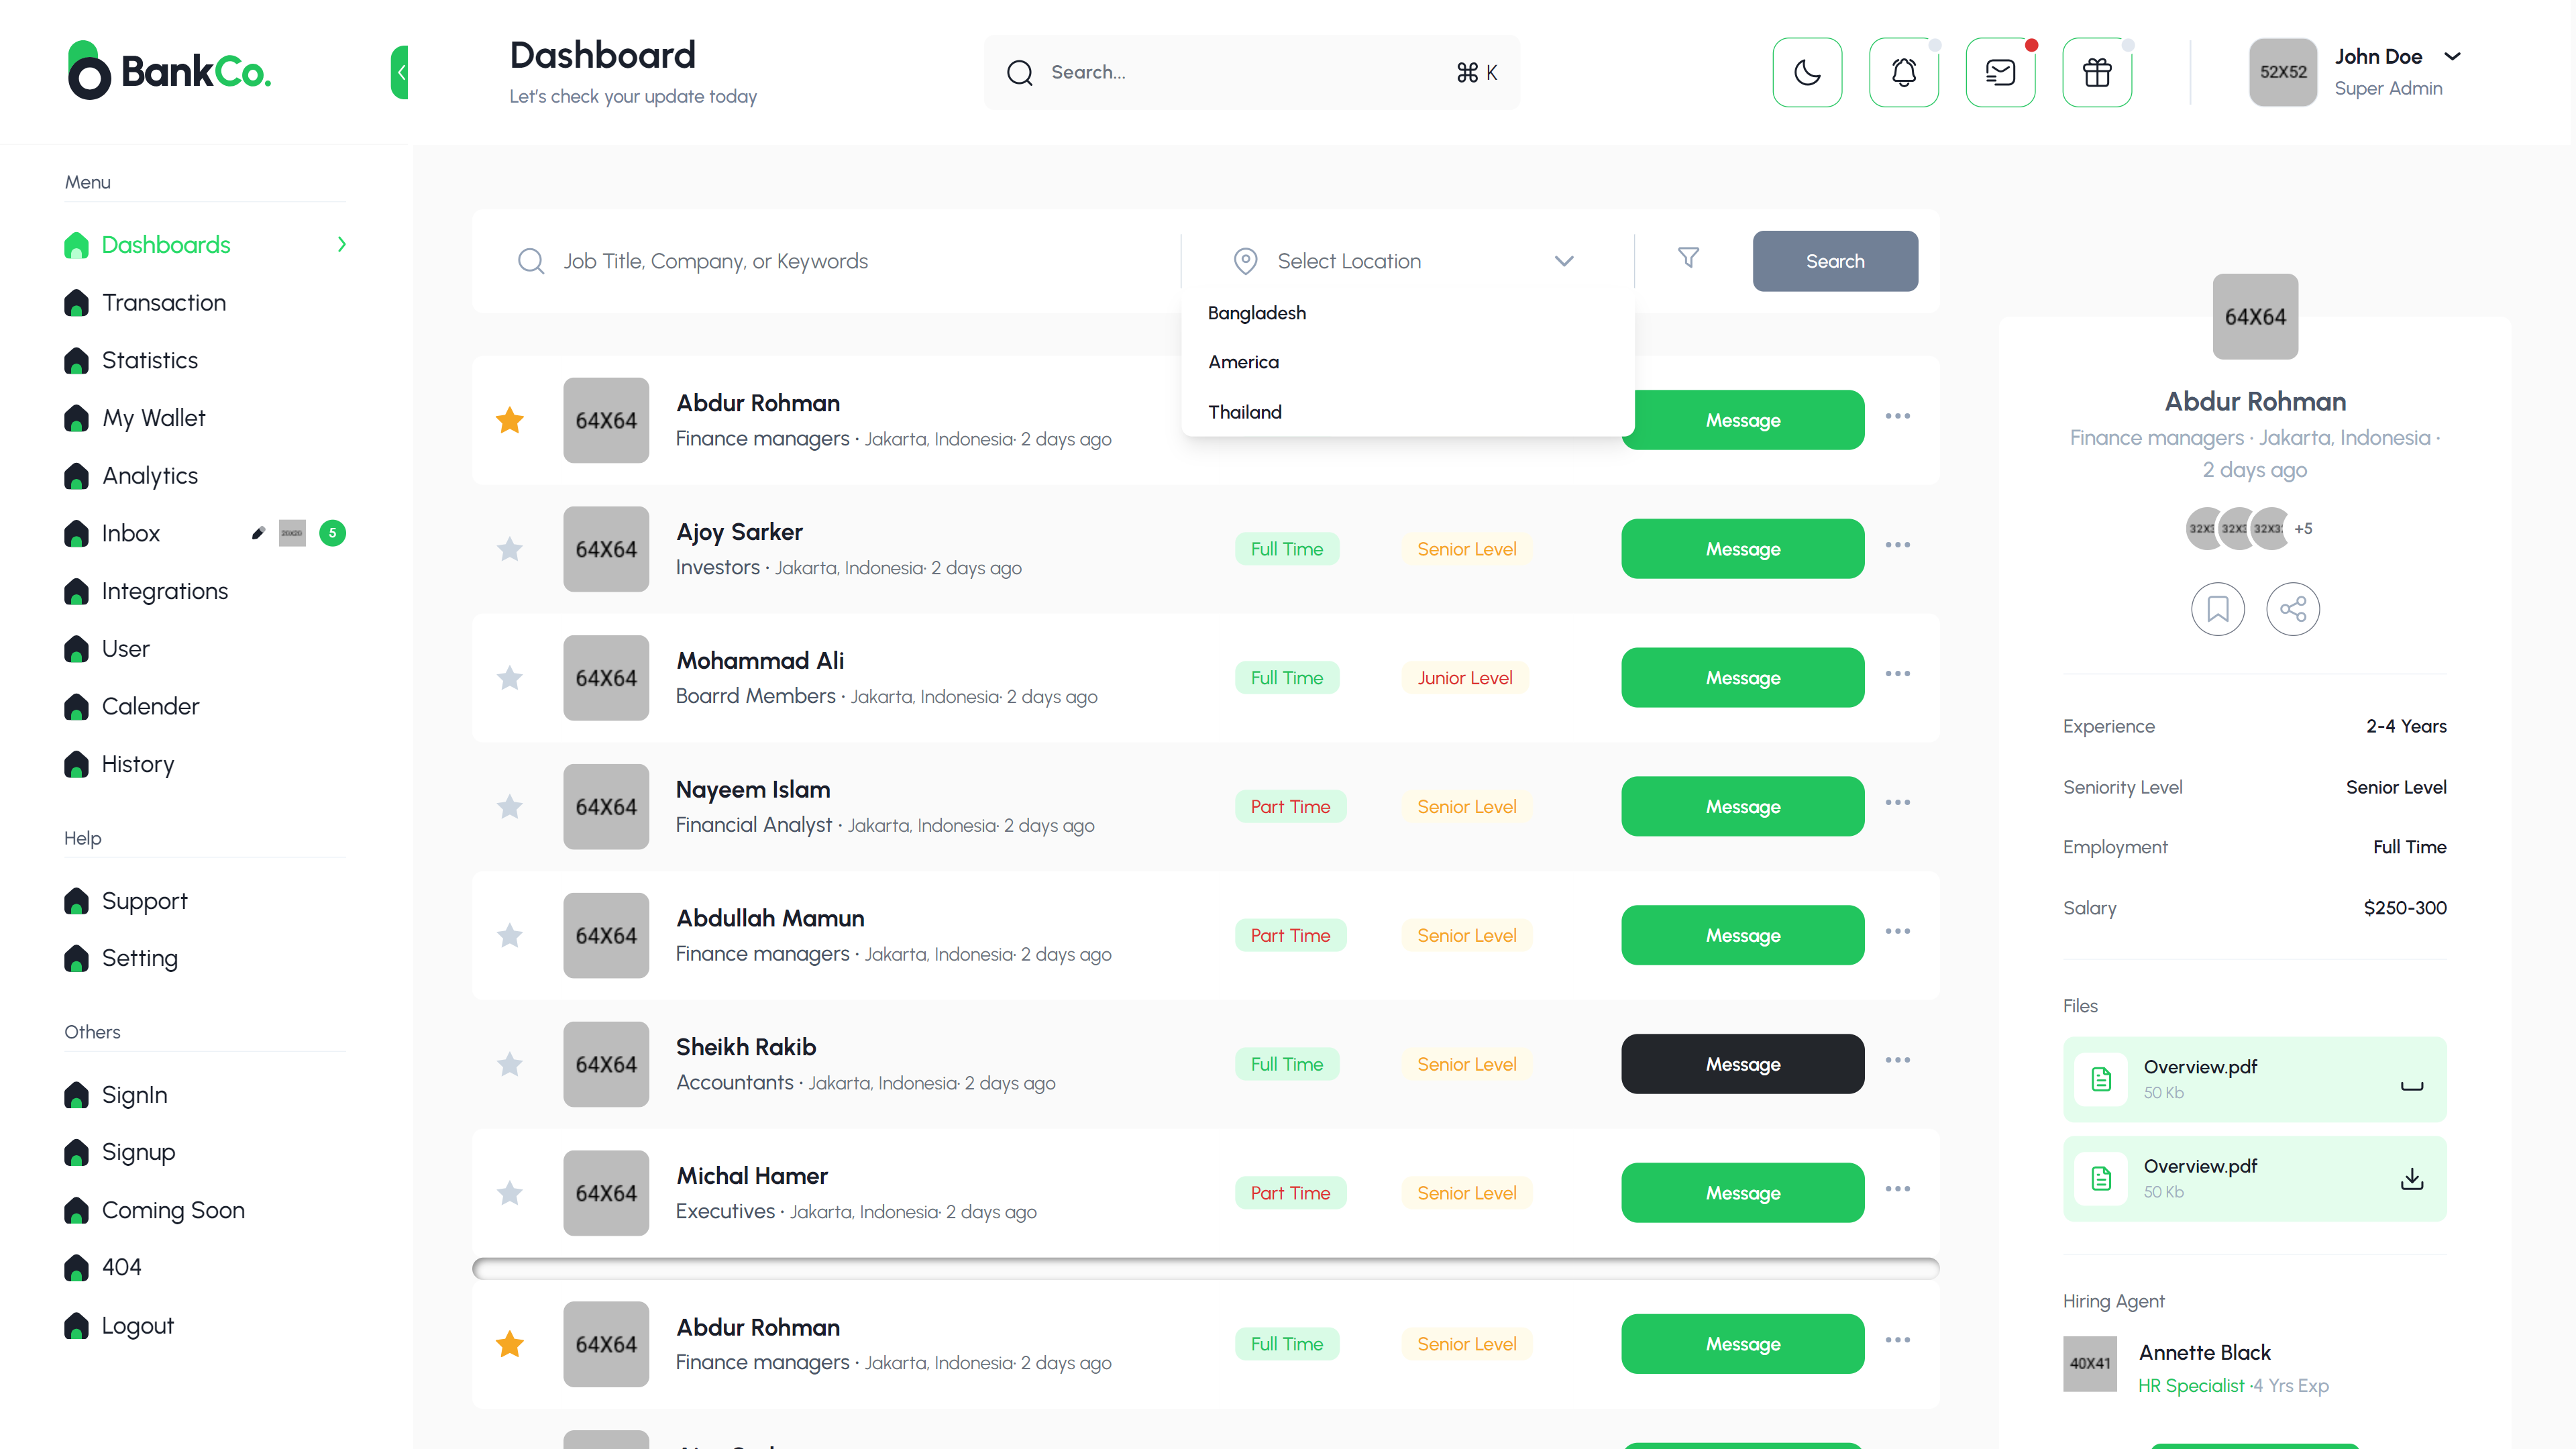 BankCo.
Dashboard
Let's check your update today
Search...
⌘ K
52X52
John Doe
Super Admin
Menu
Dashboards
Transaction
Statistics
My Wallet
Analytics
Inbox
5
Integrations
User
Calender
History
Help
Support
Setting
Others
SignIn
Signup
Coming Soon
404
Logout
Job Title, Company, or Keywords
Select Location
Search
Bangladesh
America
Thailand
64X64
Abdur Rohman
Finance managers · Jakarta, Indonesia· 2 days ago
Message
64X64
Ajoy Sarker
Investors · Jakarta, Indonesia· 2 days ago
Full Time
Senior Level
Message
64X64
Mohammad Ali
Boarrd Members · Jakarta, Indonesia· 2 days ago
Full Time
Junior Level
Message
64X64
Nayeem Islam
Financial Analyst · Jakarta, Indonesia· 2 days ago
Part Time
Senior Level
Message
64X64
Abdullah Mamun
Finance managers · Jakarta, Indonesia· 2 days ago
Part Time
Senior Level
Message
64X64
Sheikh Rakib
Accountants · Jakarta, Indonesia· 2 days ago
Full Time
Senior Level
Message
64X64
Michal Hamer
Executives · Jakarta, Indonesia· 2 days ago
Part Time
Senior Level
Message
64X64
Abdur Rohman
Finance managers · Jakarta, Indonesia· 2 days ago
Full Time
Senior Level
Message
64X64
Abdur Rohman
Finance managers · Jakarta, Indonesia ·
2 days ago
32X3
32X3
32X3
+5
Experience
2-4 Years
Seniority Level
Senior Level
Employment
Full Time
Salary
$250-300
Files
Overview.pdf
50 Kb
Overview.pdf
50 Kb
Hiring Agent
40X41
Annette Black
HR Specialist ·4 Yrs Exp